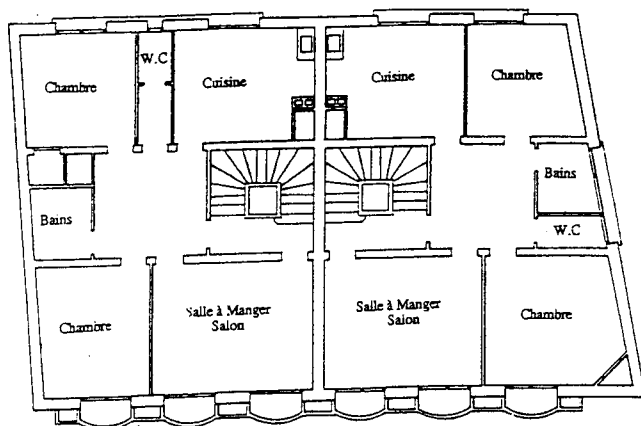 W.C
Chambre
Cuisine
Cuisine
Chambre
Bains
Bains
W.C
Salle à Manger
Salon
Salle à Manger
Salon
Chambre
Chambre